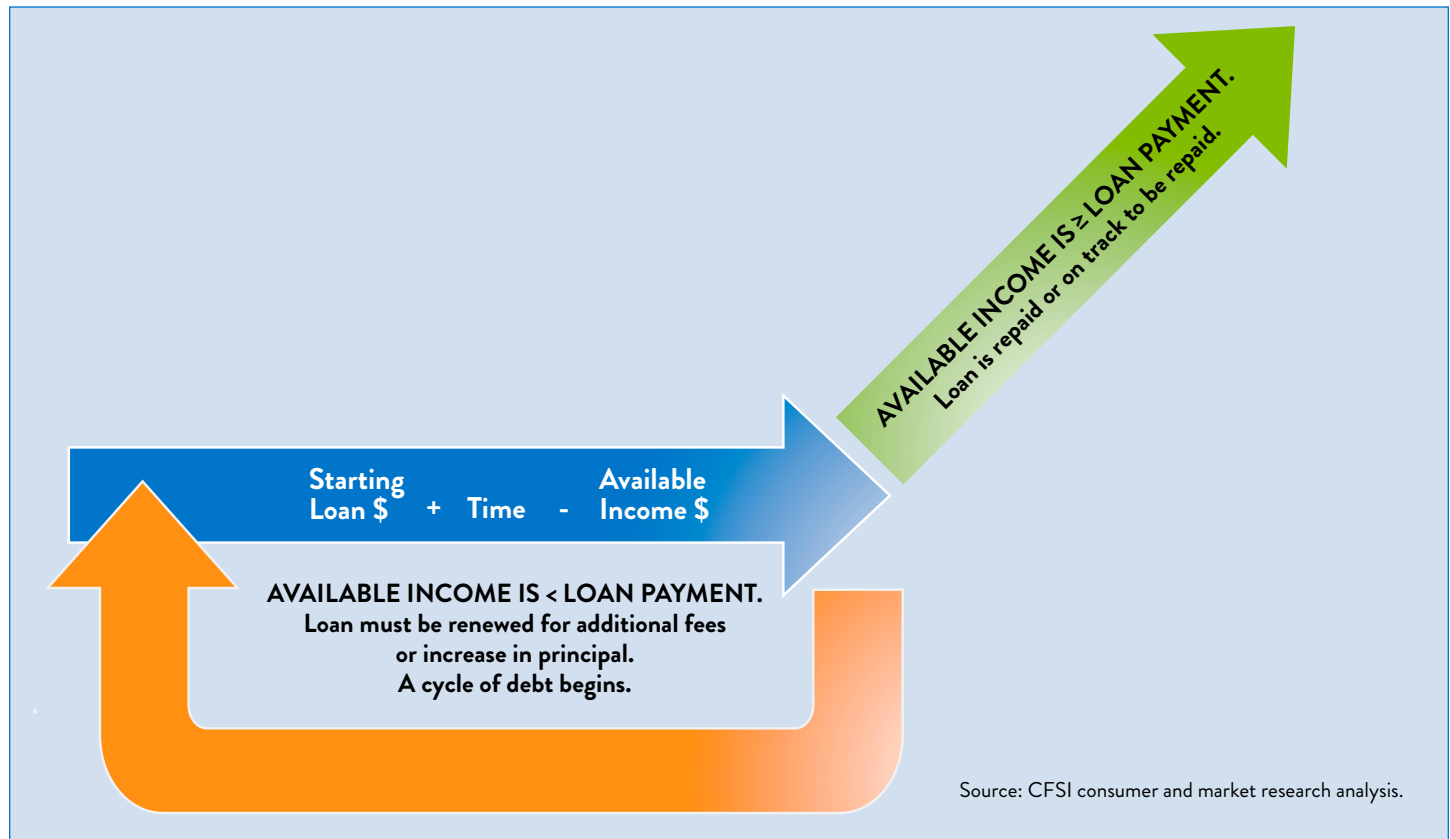 AVAILABLE INCOME IS ≥ LOAN PAYMENT.
Loan is repaid or on track to be repaid.
Starting Loan $ + Time - Available Income $
AVAILABLE INCOME IS < LOAN PAYMENT.
Loan must be renewed for additional fees
or increase in principal.
A cycle of debt begins.
Source: CFSI consumer and market research analysis.